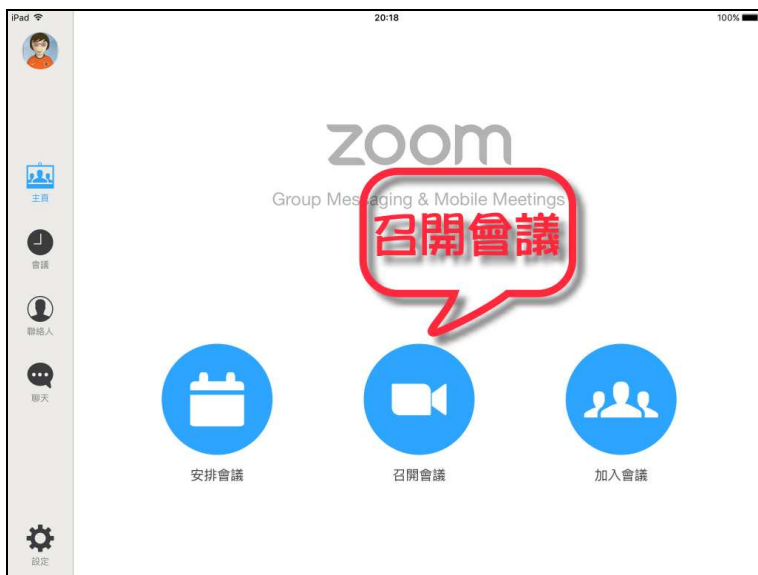 iPad 20:18 100%
zoom
Group Messaging & Mobile Meetings
召開會議
主頁
會議
聯絡人
聊天
設定
安排會議 召開會議 加入會議